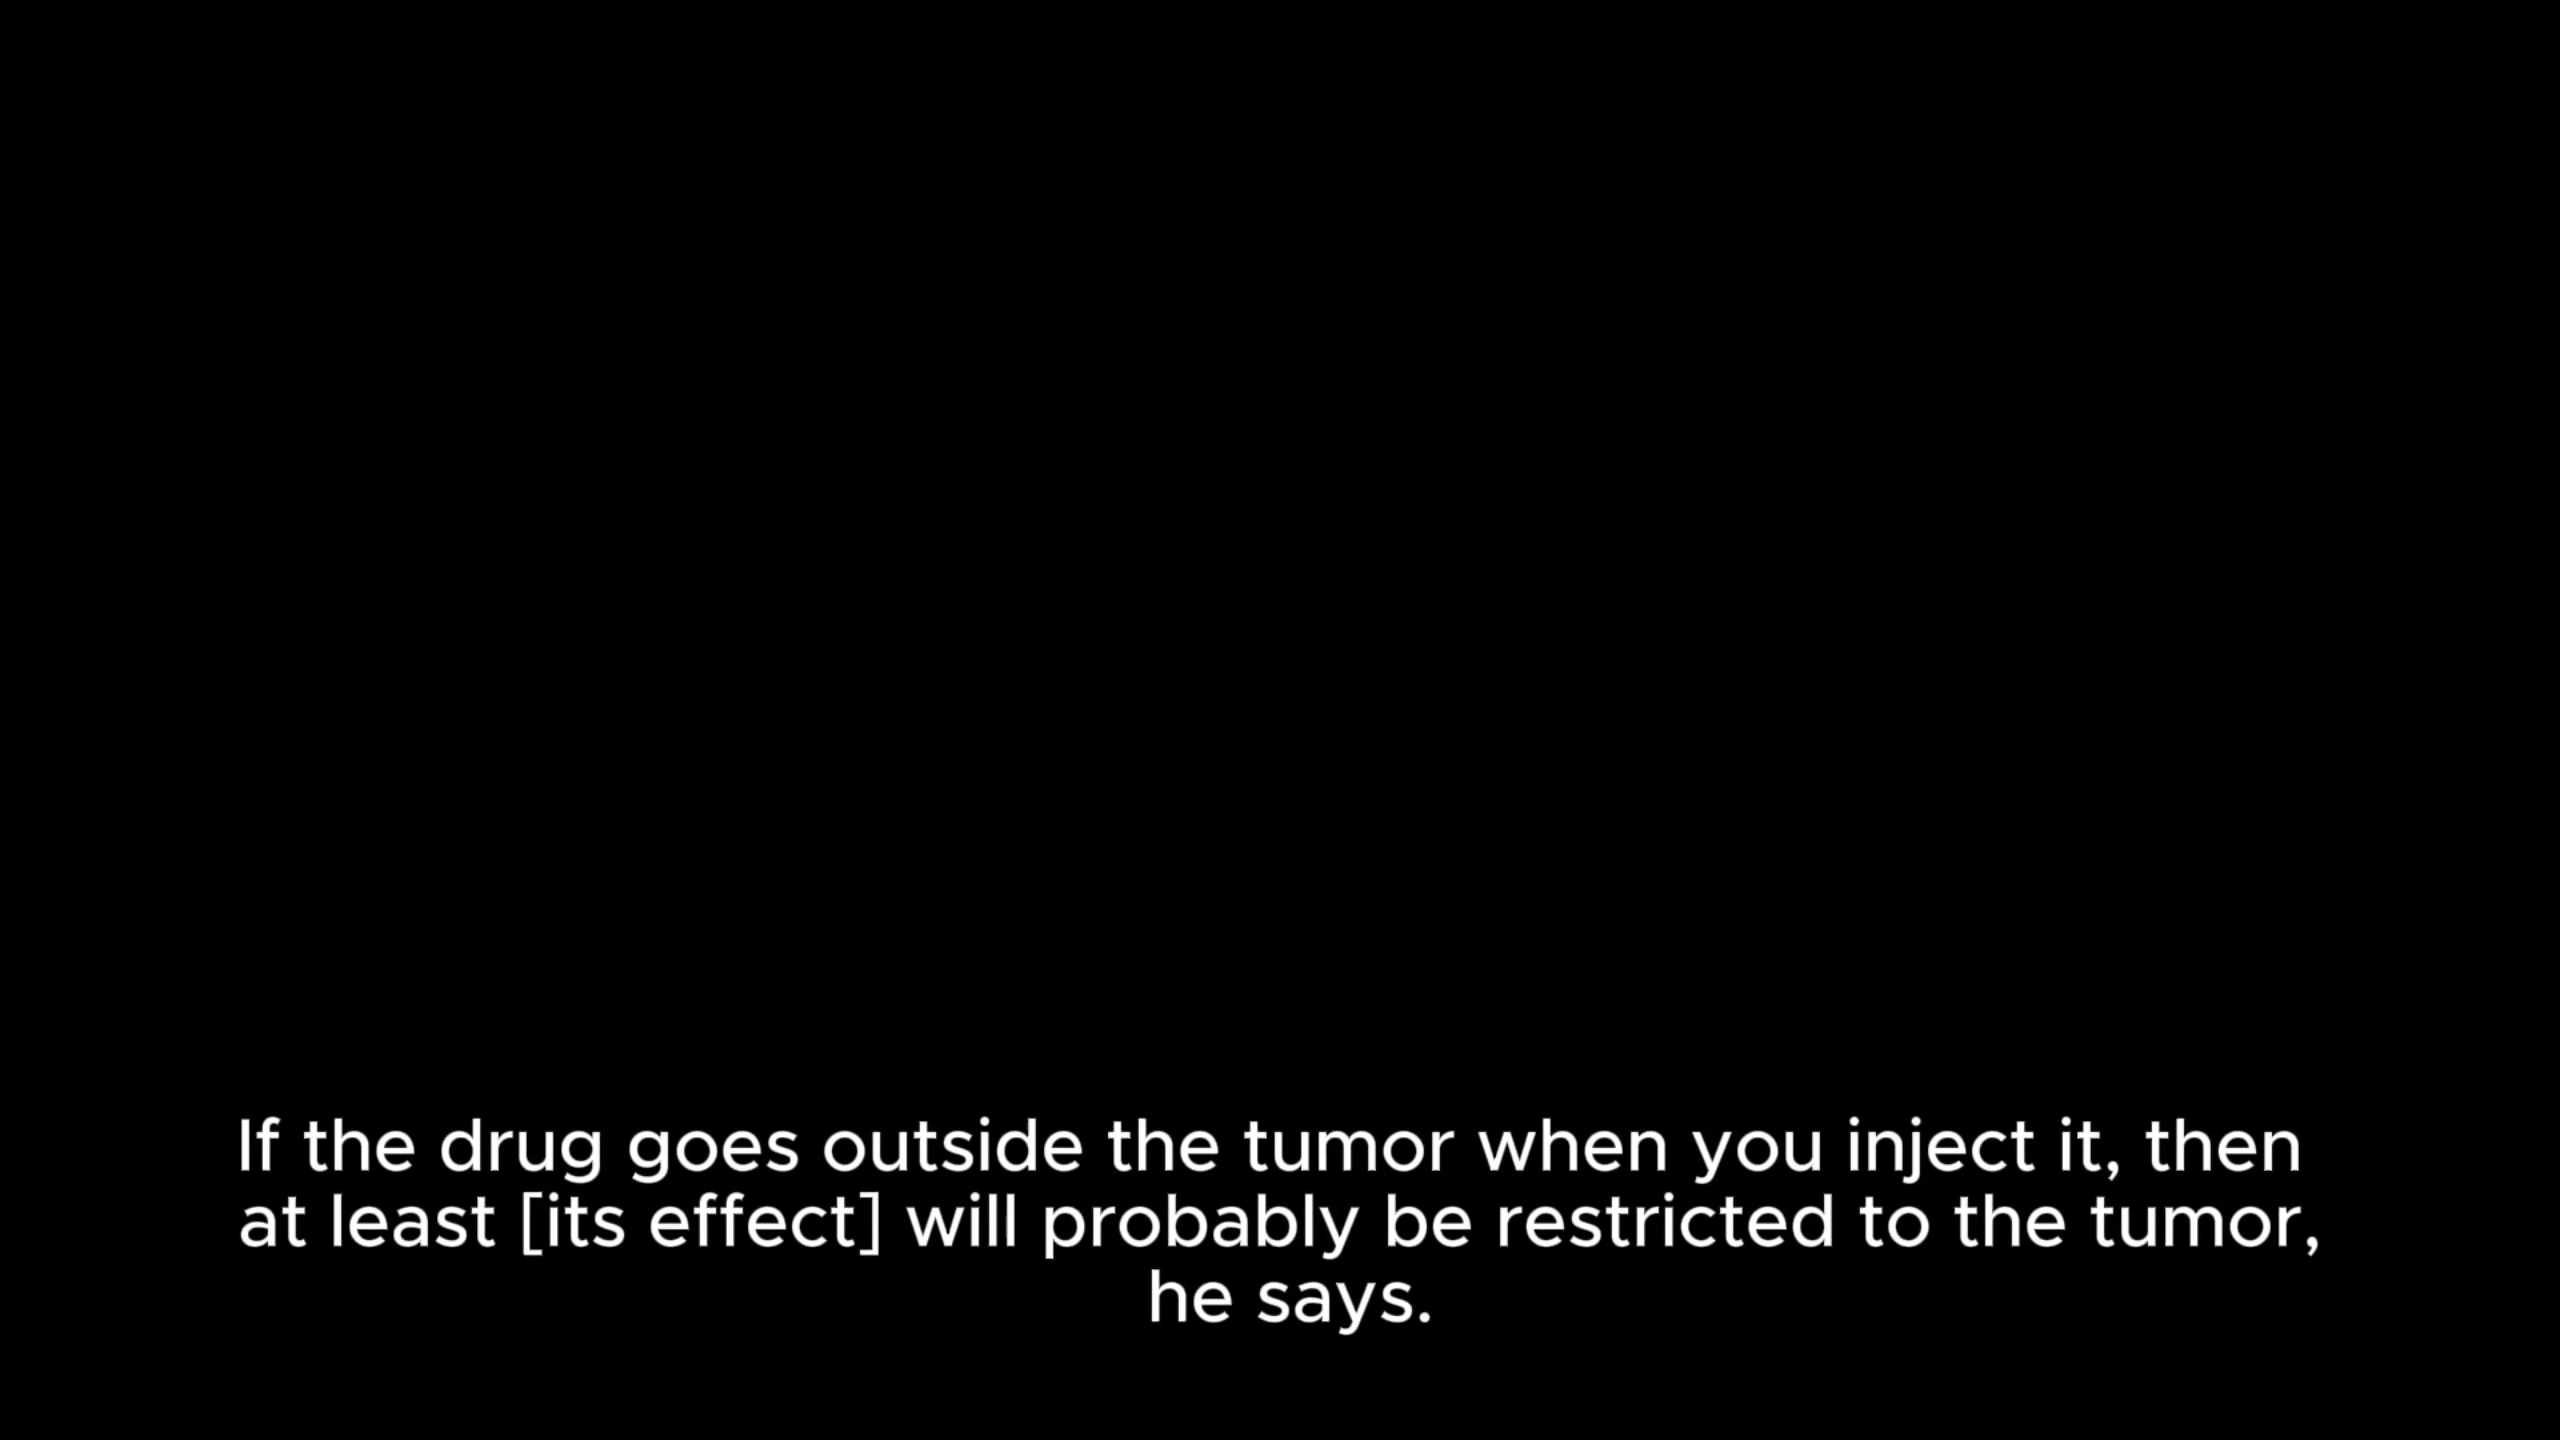 If the drug goes outside the tumor when you inject it, then
at least [its effect] will probably be restricted to the tumor,
he says.